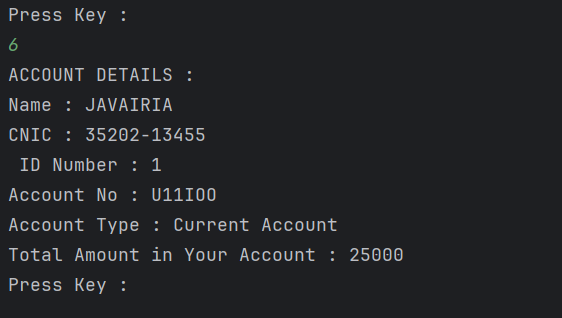 Press Key :
6
ACCOUNT DETAILS :
Name : JAVAIRIA
CNIC : 35202-13455
 ID Number : 1
Account No : U11IOO
Account Type : Current Account
Total Amount in Your Account : 25000
Press Key :